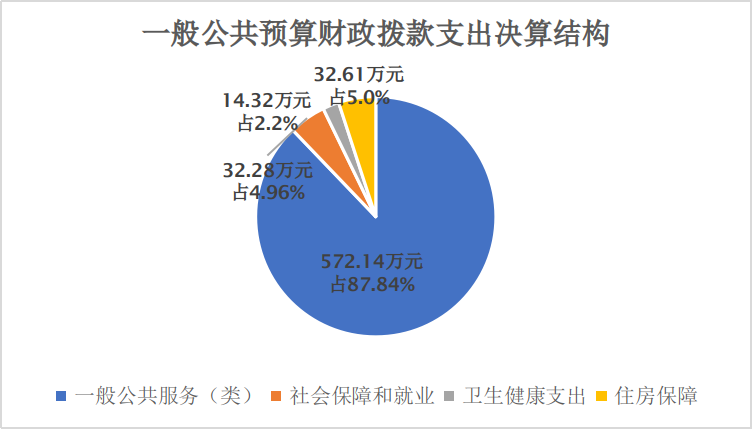 一般公共预算财政拨款支出决算结构
32.61万元
占5.0%
14.32万元
占2.2%
32.28万元
占4.96%
572.14万元
占87.84%
一般公共服务（类） 社会保障和就业 卫生健康支出 住房保障